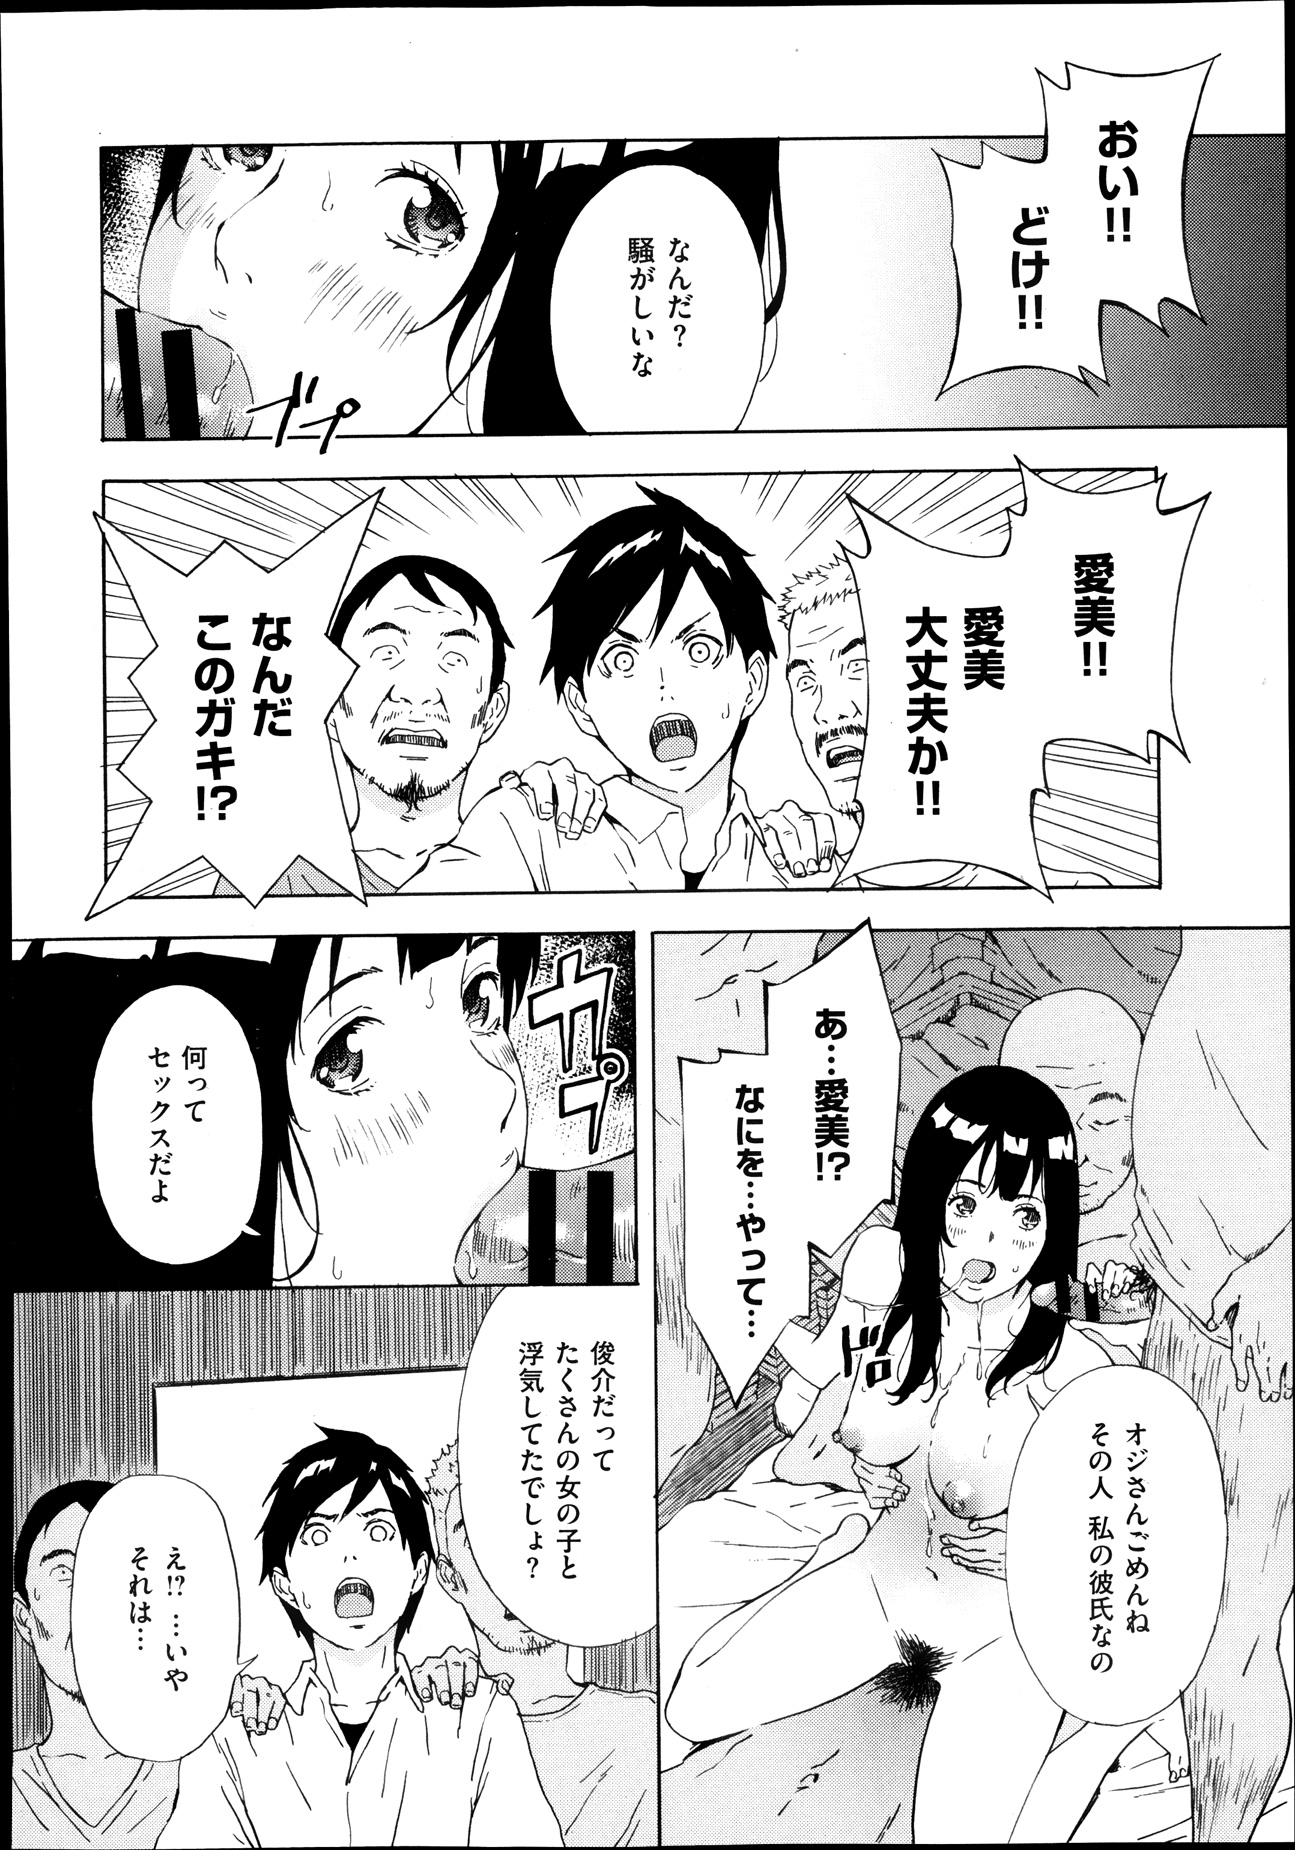 おい!!
どけ!!
なんだ?
騒がしいな
ブプ
愛美!!
愛美
大丈夫か!!
なんだ
このガキ!?
あ…愛美!?
なにを…やって…
ドロ
オジさんごめんね
その人 私の彼氏なの
カプ
何って
セックスだよ
俊介だって
たくさんの女の子と
浮気してたでしょ?
え!? …いや
それは…